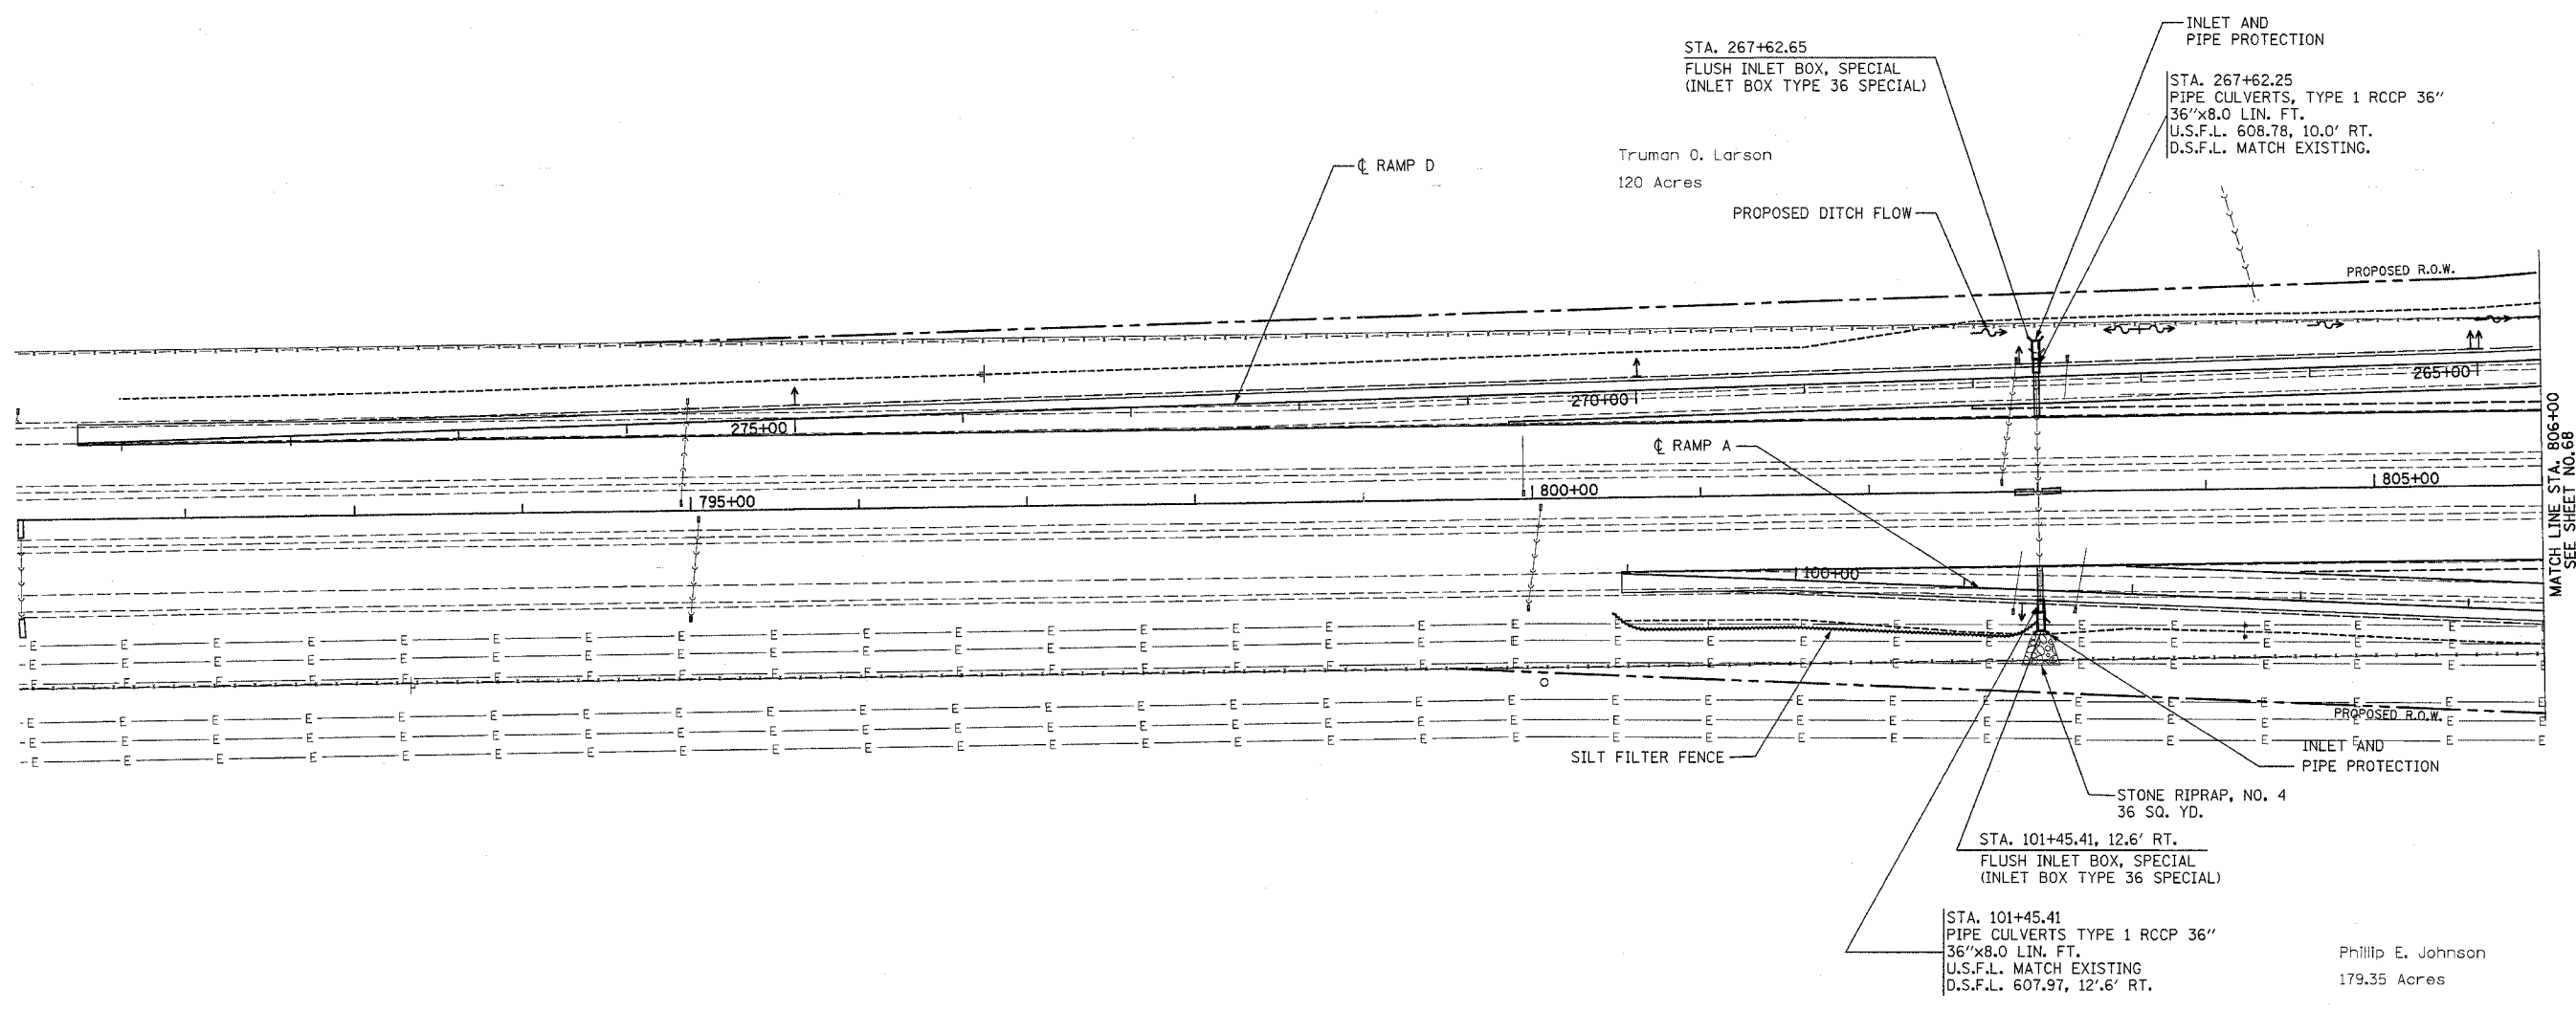 INLET AND
PIPE PROTECTION
STA. 267+62.65
FLUSH INLET BOX, SPECIAL
(INLET BOX TYPE 36 SPECIAL)
STA. 267+62.25
PIPE CULVERTS, TYPE 1 RCCP 36"
36"x8.0 LIN. FT.
U.S.F.L. 608.78, 10.0' RT.
D.S.F.L. MATCH EXISTING.
Truman O. Larson
120 Acres
℄ RAMP D
PROPOSED DITCH FLOW
PROPOSED R.O.W.
265+00
270+00
275+00
℄ RAMP A
795+00
800+00
805+00
MATCH LINE STA. 806+00
SEE SHEET NO.68
100+00
E E E E E E E E E E E E E E E E E E E E E E E E E E E
E E E E E E E E E E E E E E E E E E E E E E E E E E E
E E E E E E E E E E E E E E E E E E E E E E E E E E E E
E E E E E E E E E E E E E E E E E E E E E E E E E E E E
PROPOSED R.O.W.
E E E E E E E E E E E E E E E E E E E E E E E E E E E E
E E E E E E E E E E E E E E E E E E E E E E E E E E E E
SILT FILTER FENCE
INLET AND
PIPE PROTECTION
STONE RIPRAP, NO. 4
36 SQ. YD.
STA. 101+45.41, 12.6' RT.
FLUSH INLET BOX, SPECIAL
(INLET BOX TYPE 36 SPECIAL)
STA. 101+45.41
PIPE CULVERTS TYPE 1 RCCP 36"
36"x8.0 LIN. FT.
U.S.F.L. MATCH EXISTING
D.S.F.L. 607.97, 12'.6' RT.
Phillip E. Johnson
179.35 Acres